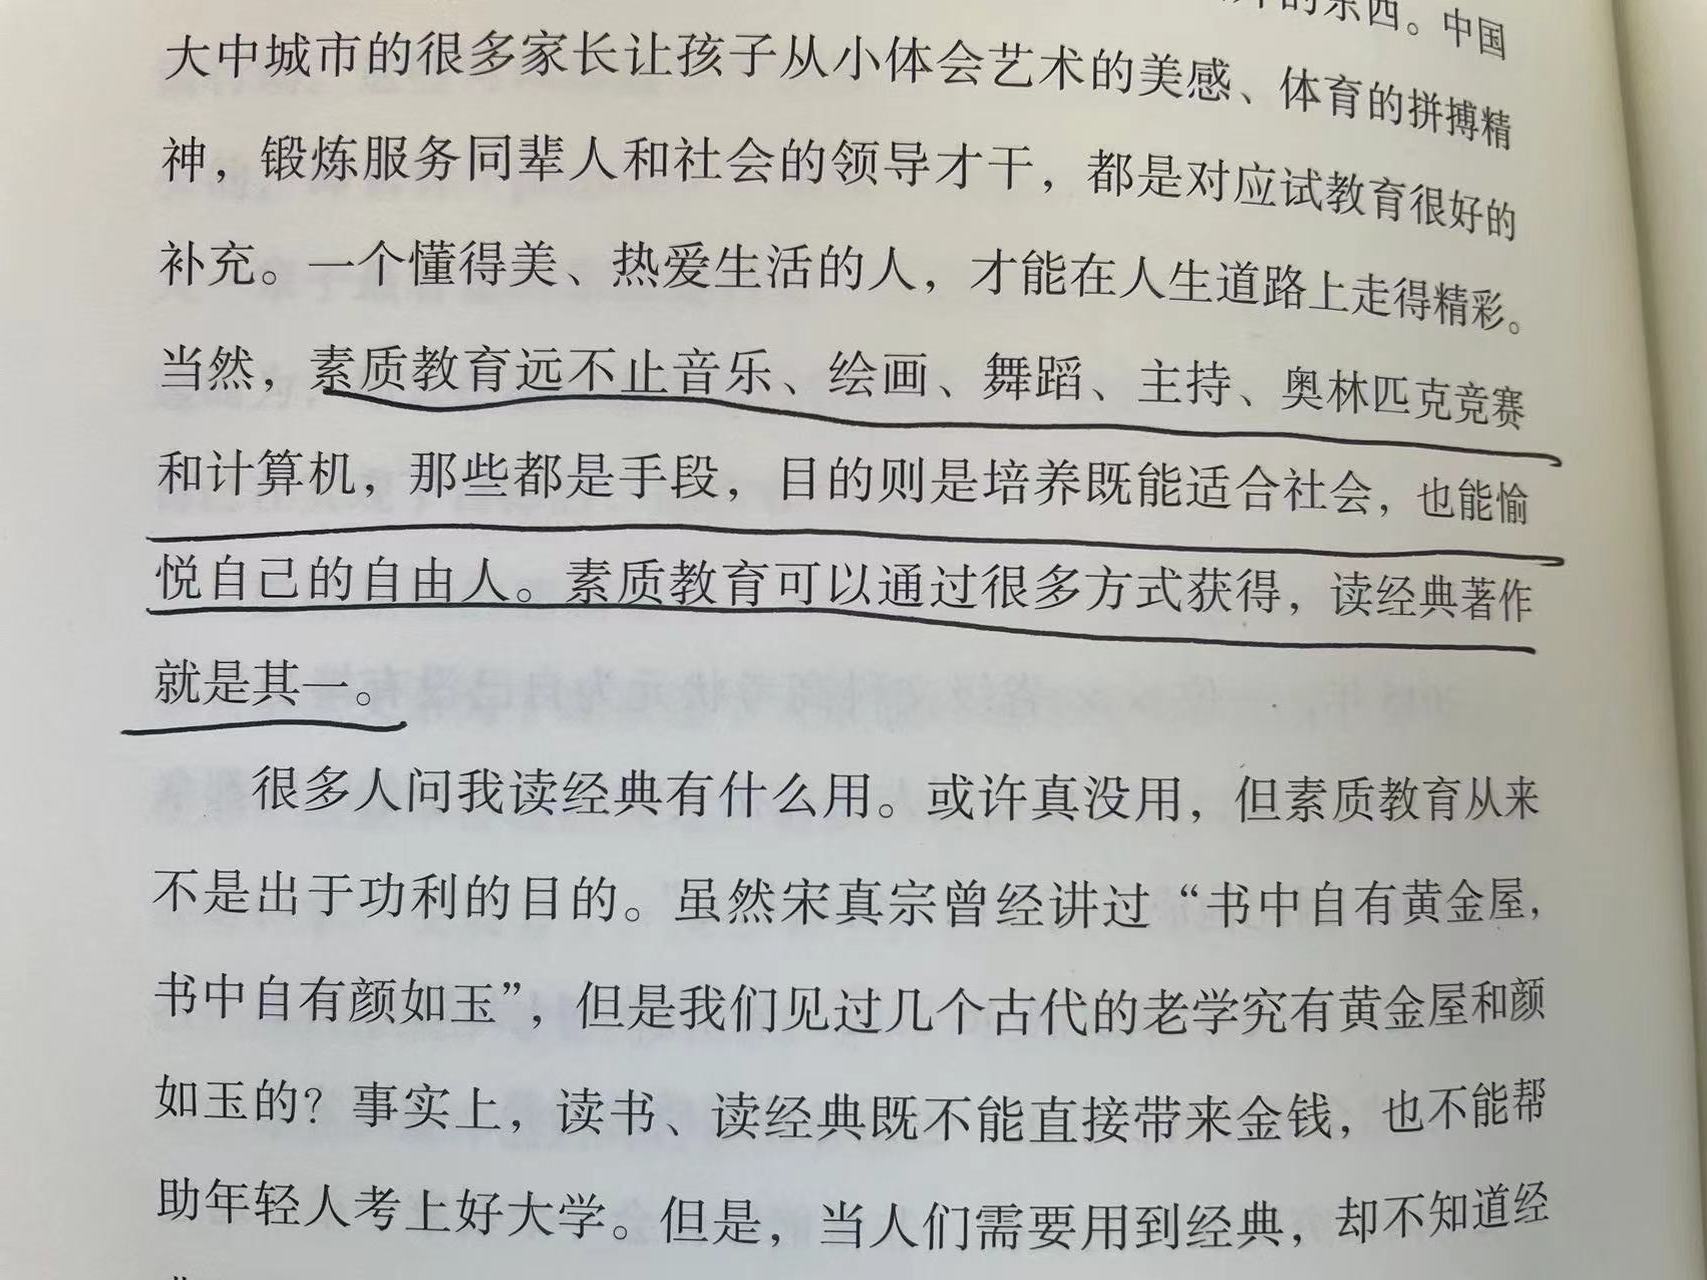 的东西。中国
大中城市的很多家长让孩子从小体会艺术的美感、体育的拼搏精
神，锻炼服务同辈人和社会的领导才干，都是对应试教育很好的
补充。一个懂得美、热爱生活的人，才能在人生道路上走得精彩。
当然，素质教育远不止音乐、绘画、舞蹈、主持、奥林匹克竞赛
和计算机，那些都是手段，目的则是培养既能适合社会，也能愉
悦自己的自由人。素质教育可以通过很多方式获得，读经典著作
就是其一。
很多人问我读经典有什么用。或许真没用，但素质教育从来
不是出于功利的目的。虽然宋真宗曾经讲过“书中自有黄金屋，
书中自有颜如玉”，但是我们见过几个古代的老学究有黄金屋和颜
如玉的？事实上，读书、读经典既不能直接带来金钱，也不能帮
助年轻人考上好大学。但是，当人们需要用到经典，却不知道经